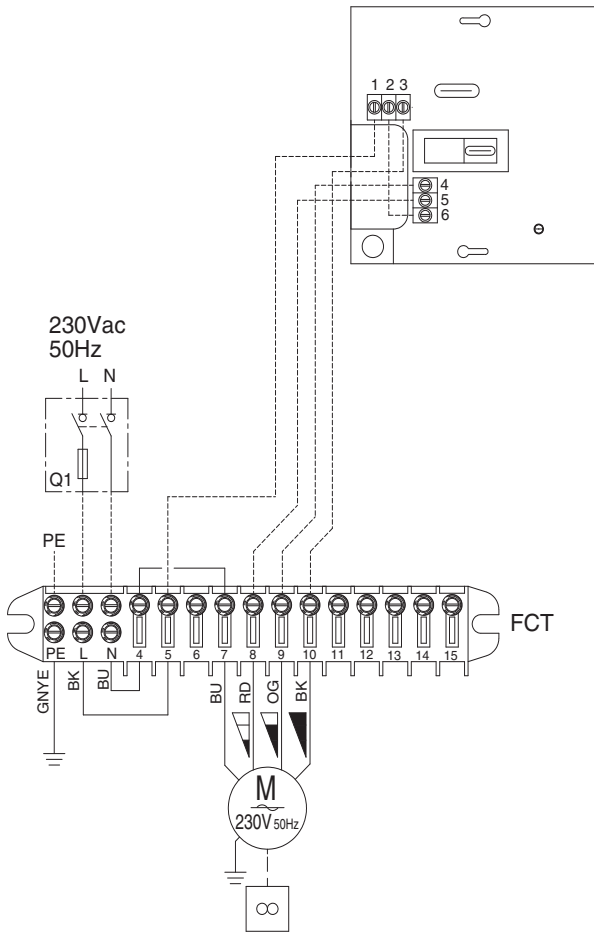 1 2 3
4
5
6
230Vac
50Hz
L N
Q1
PE
FCT
PE L N 4 5 6 7 8 9 10 11 12 13 14 15
GNYE BK BU BU RD OG BK
M
230V 50Hz